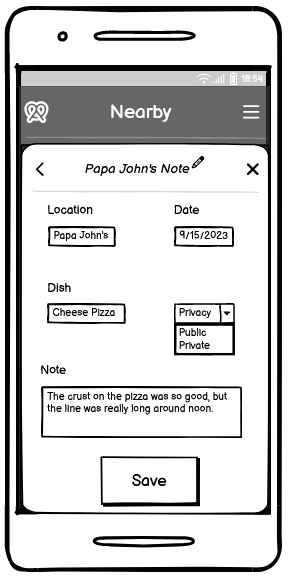 18:59
Nearby
Papa John's Note
Location Date
Papa John's 9/15/2023
Dish
Cheese Pizza Privacy
Public
Private
Note
The crust on the pizza was so good, but
the line was really long around noon.
Save